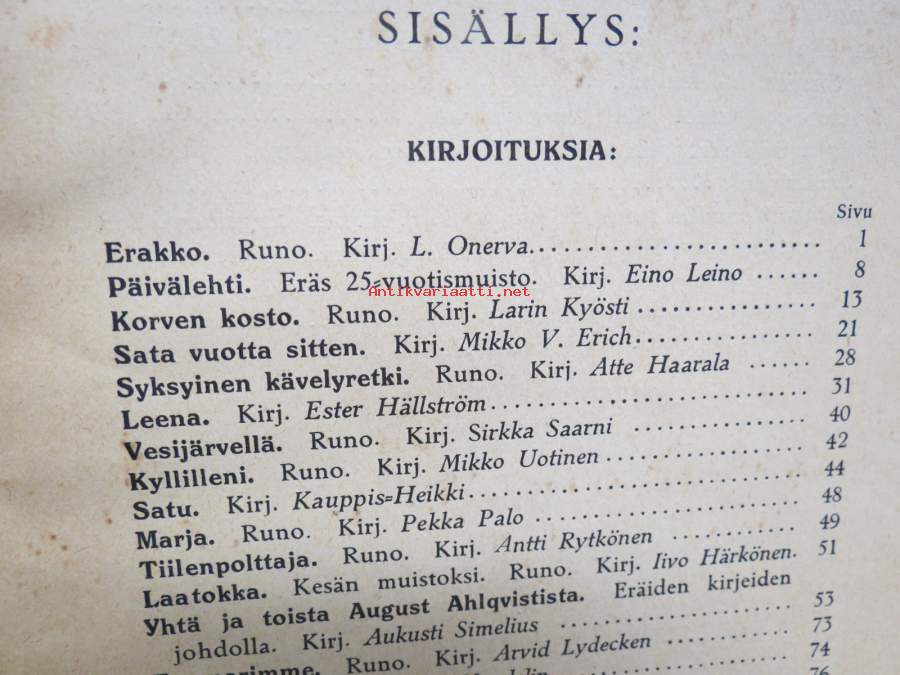 SISÄLLYS:
KIRJOITUKSIA:
Sivu
Erakko. Runo. Kirj. L. Onerva.......................... 1
Päivälehti. Eräs 25-vuotismuisto. Kirj. Eino Leino ...... 8
Antikvariaatti.net
Korven kosto. Runo. Kirj. Larin Kyösti ................ 13
Sata vuotta sitten. Kirj. Mikko V. Erich................ 21
Syksyinen kävelyretki. Runo. Kirj. Atte Haarala ...... 28
Leena. Kirj. Ester Hällström............................ 31
Vesijärvellä. Runo. Kirj. Sirkka Saarni ................ 40
Kyllilleni. Runo. Kirj. Mikko Uotinen .................. 42
Satu. Kirj. Kauppis-Heikki.............................. 44
Marja. Runo. Kirj. Pekka Palo .......................... 48
Tiilenpolttaja. Runo. Kirj. Antti Rytkönen ............ 49
Laatokka. Kesän muistoksi. Runo. Kirj. Iivo Härkönen. 51
Yhtä ja toista August Ahlqvistista. Eräiden kirjeiden
johdolla. Kirj. Aukusti Simelius ...................... 53
Runo. Kirj. Arvid Lydecken ............ 73
74
76